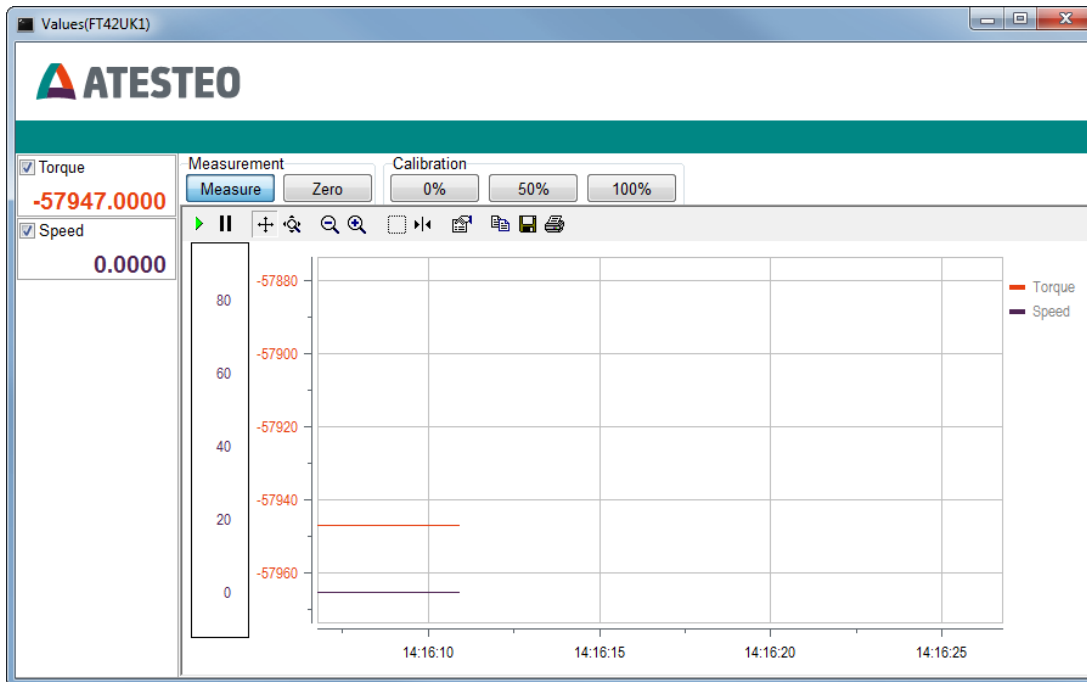 Values(FT42UK1)
ATESTEO
Torque
-57947.0000
Speed
0.0000
Measurement
Measure Zero
Calibration
0% 50% 100%
80
60
40
20
0
-57880
-57900
-57920
-57940
-57960
Torque
Speed
14:16:10 14:16:15 14:16:20 14:16:25